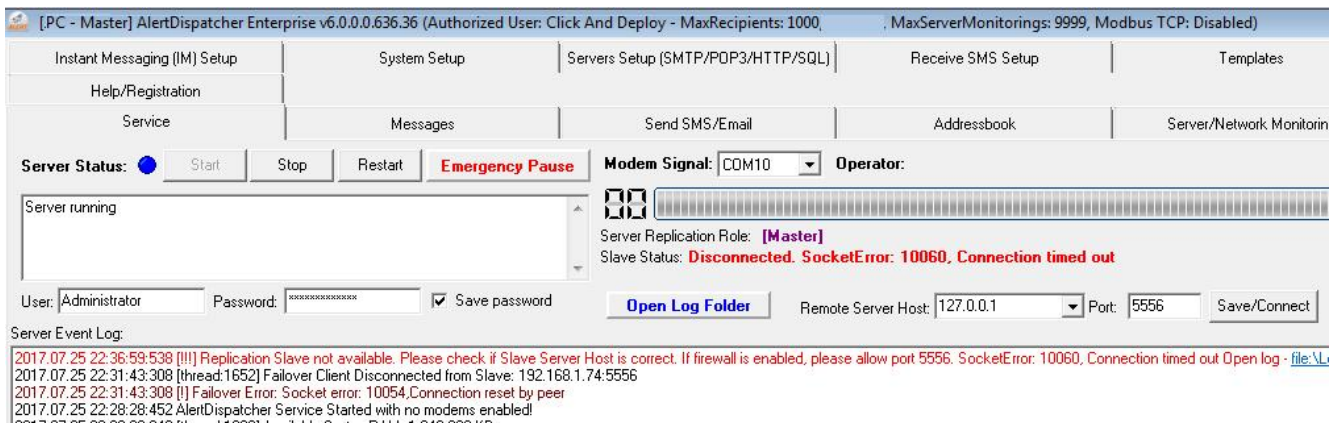 [PC - Master] AlertDispatcher Enterprise v6.0.0.0.636.36 (Authorized User: Click And Deploy - MaxRecipients: 1000, , MaxServerMonitorings: 9999, Modbus TCP: Disabled)
Instant Messaging (IM) Setup System Setup Servers Setup (SMTP/POP3/HTTP/SQL) Receive SMS Setup Templates
Help/Registration
Service Messages Send SMS/Email Addressbook Server/Network Monitorin
Server Status: Start Stop Restart Emergency Pause Modem Signal: COM10 Operator:
Server running
Server Replication Role: [Master]
Slave Status: Disconnected. SocketError: 10060, Connection timed out
User: Administrator Password: ************* Save password Open Log Folder Remote Server Host: 127.0.0.1 Port: 5556 Save/Connect
Server Event Log:
2017.07.25 22:36:59:538 [!!!] Replication Slave not available. Please check if Slave Server Host is correct. If firewall is enabled, please allow port 5556. SocketError: 10060, Connection timed out Open log - file:\L
2017.07.25 22:31:43:308 [thread:1652] Failover Client Disconnected from Slave: 192.168.1.74:5556
2017.07.25 22:31:43:308 [!] Failover Error: Socket error: 10054,Connection reset by peer
2017.07.25 22:28:28:452 AlertDispatcher Service Started with no modems enabled!